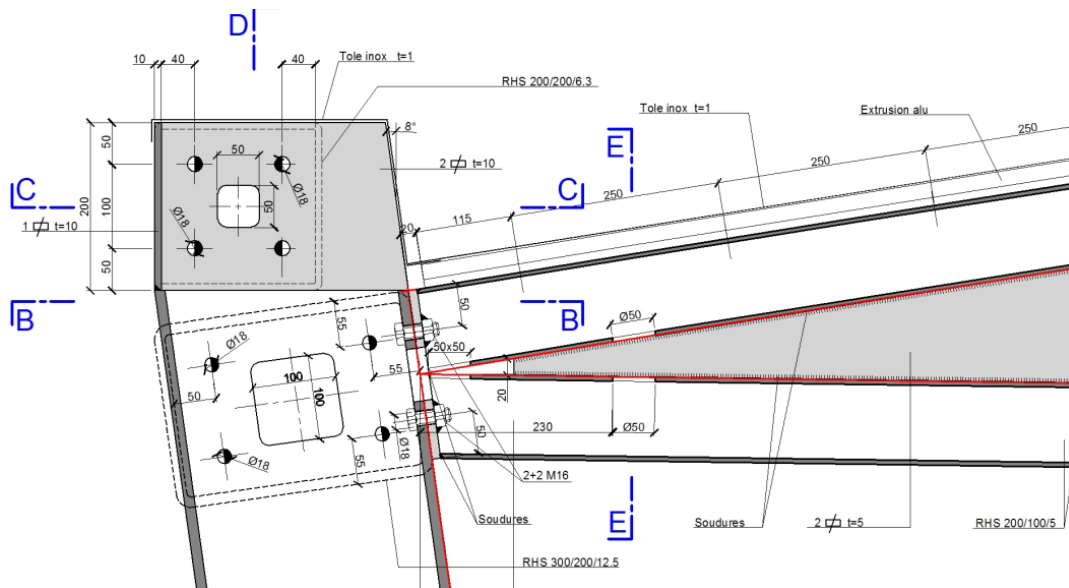 D
10
40
40
Tole inox t=1
RHS 200/200/6.3
8°
Tole inox t=1
Extrusion alu
250
E
50
50
2 t=10
250
C
Ø18
C
250
200
100
50
115
20
1 t=10
Ø18
50
B
B
50
Ø50
55
Ø18
50x50
100
100
55
50
20
230
Ø50
50
Ø18
Ø18
55
2+2 M16
Soudures
E
Soudures
2 t=5
RHS 200/100/5
RHS 300/200/12.5